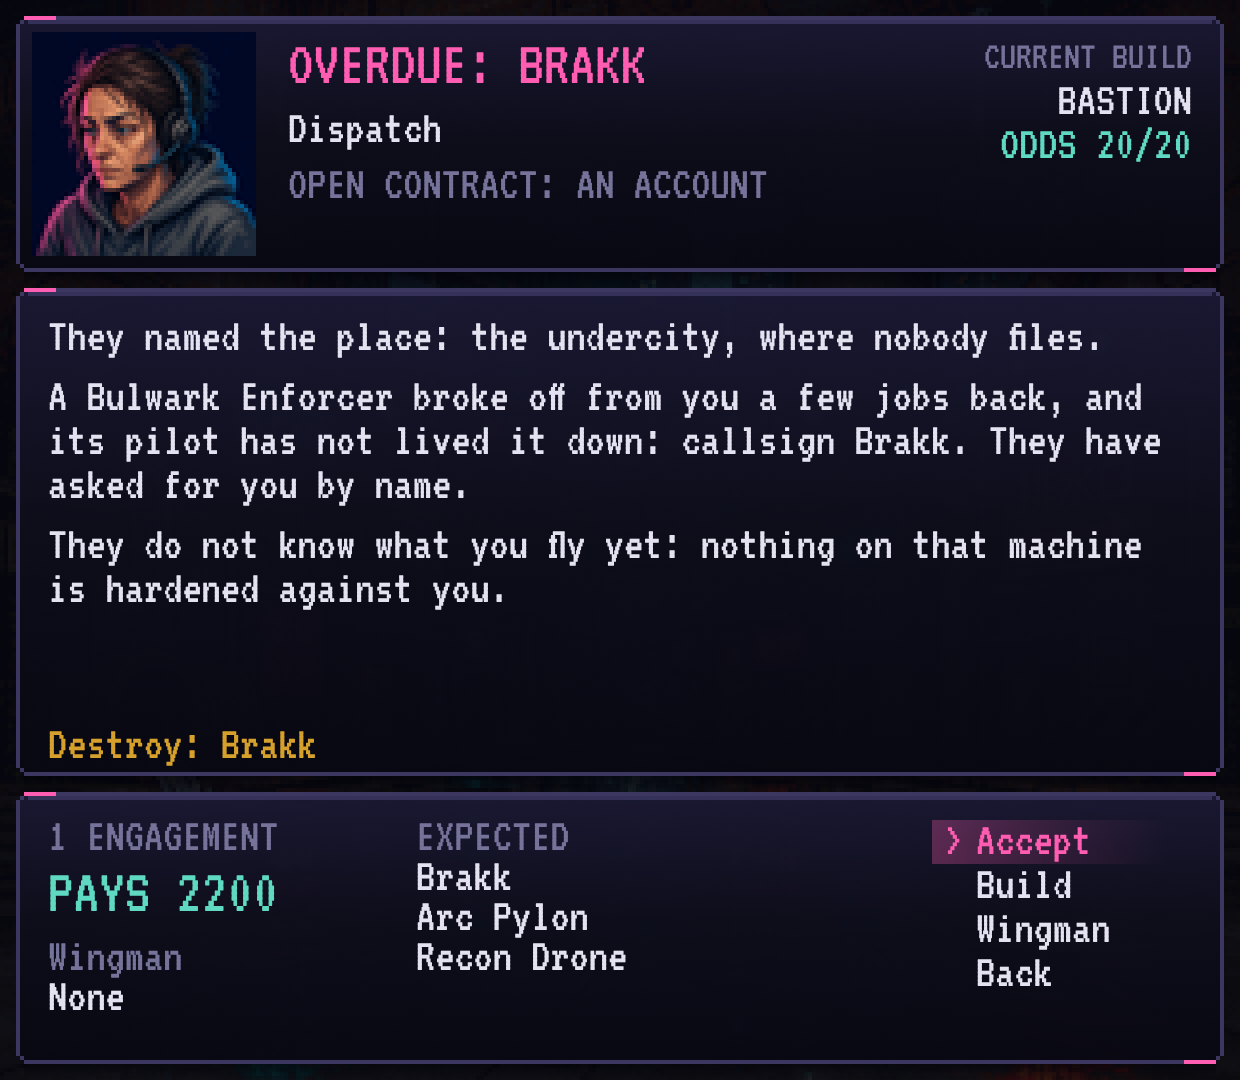 OVERDUE: BRAKK
Dispatch
OPEN CONTRACT: AN ACCOUNT
CURRENT BUILD
BASTION
ODDS 20/20
They named the place: the undercity, where nobody files.
A Bulwark Enforcer broke off from you a few jobs back, and
its pilot has not lived it down: callsign Brakk. They have
asked for you by name.
They do not know what you fly yet: nothing on that machine
is hardened against you.
Destroy: Brakk
1 ENGAGEMENT
PAYS 2200
Wingman
None
EXPECTED
Brakk
Arc Pylon
Recon Drone
> Accept
Build
Wingman
Back